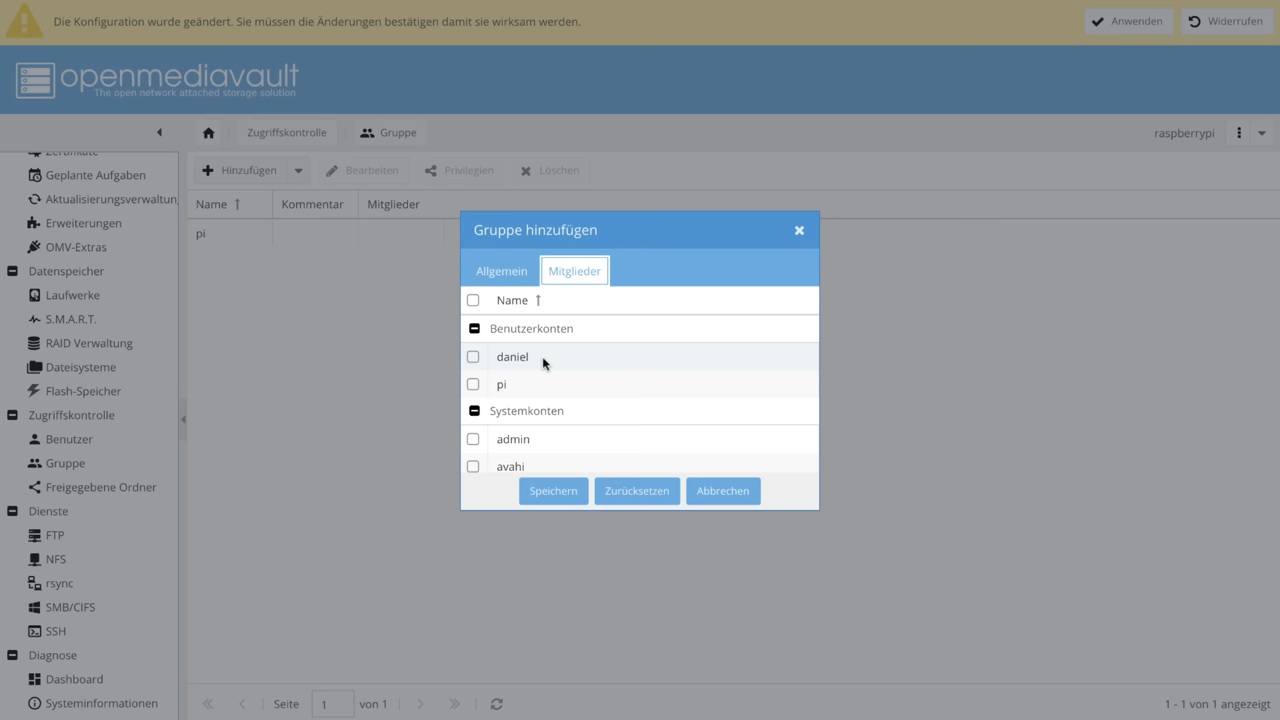 Die Konfiguration wurde geändert. Sie müssen die Änderungen bestätigen damit sie wirksam werden.
Anwenden
Widerrufen
openmediavault
The open network attached storage solution
Zugriffskontrolle
Gruppe
raspberrypi
Zertifikate
Geplante Aufgaben
Aktualisierungsverwaltun
Erweiterungen
OMV-Extras
Datenspeicher
Laufwerke
S.M.A.R.T.
RAID Verwaltung
Dateisysteme
Flash-Speicher
Zugriffskontrolle
Benutzer
Gruppe
Freigegebene Ordner
Dienste
FTP
NFS
rsync
SMB/CIFS
SSH
Diagnose
Dashboard
Systeminformationen
Hinzufügen
Bearbeiten
Privilegien
Löschen
Name
Kommentar
Mitglieder
pi
Gruppe hinzufügen
Allgemein
Mitglieder
Name
Benutzerkonten
daniel
pi
Systemkonten
admin
avahi
Speichern
Zurücksetzen
Abbrechen
Seite 1 von 1
1 - 1 von 1 angezeigt